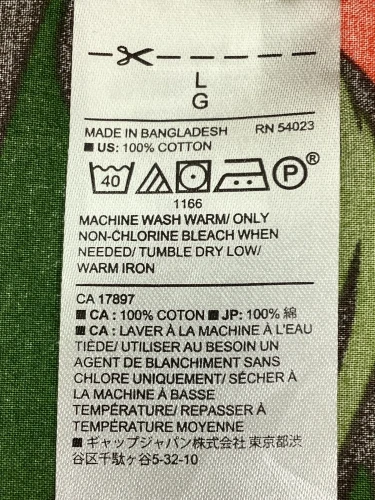 L
G
MADE IN BANGLADESH RN 54023
■ US: 100% COTTON
40 P ®
1166
MACHINE WASH WARM/ ONLY
NON-CHLORINE BLEACH WHEN
NEEDED/ TUMBLE DRY LOW/
WARM IRON
CA 17897
■ CA : 100% COTON ■ JP: 100% 綿
■ CA : LAVER À LA MACHINE À L'EAU
TIÈDE/ UTILISER AU BESOIN UN
AGENT DE BLANCHIMENT SANS
CHLORE UNIQUEMENT/ SÉCHER À
LA MACHINE À BASSE
TEMPÉRATURE/ REPASSER À
TEMPÉRATURE MOYENNE
■ ギャップジャパン株式会社 東京都渋
谷区千駄ヶ谷5-32-10